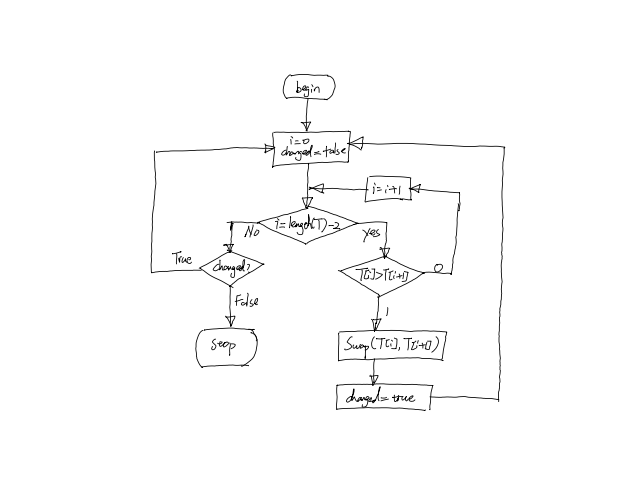 begin
i=0
changed=false
i=i+1
i=length(T)-2
No
yes
True
changed?
T[i]>T[i+1]
0
False
1
Stop
Swap(T[i],T[i+1])
changed=true